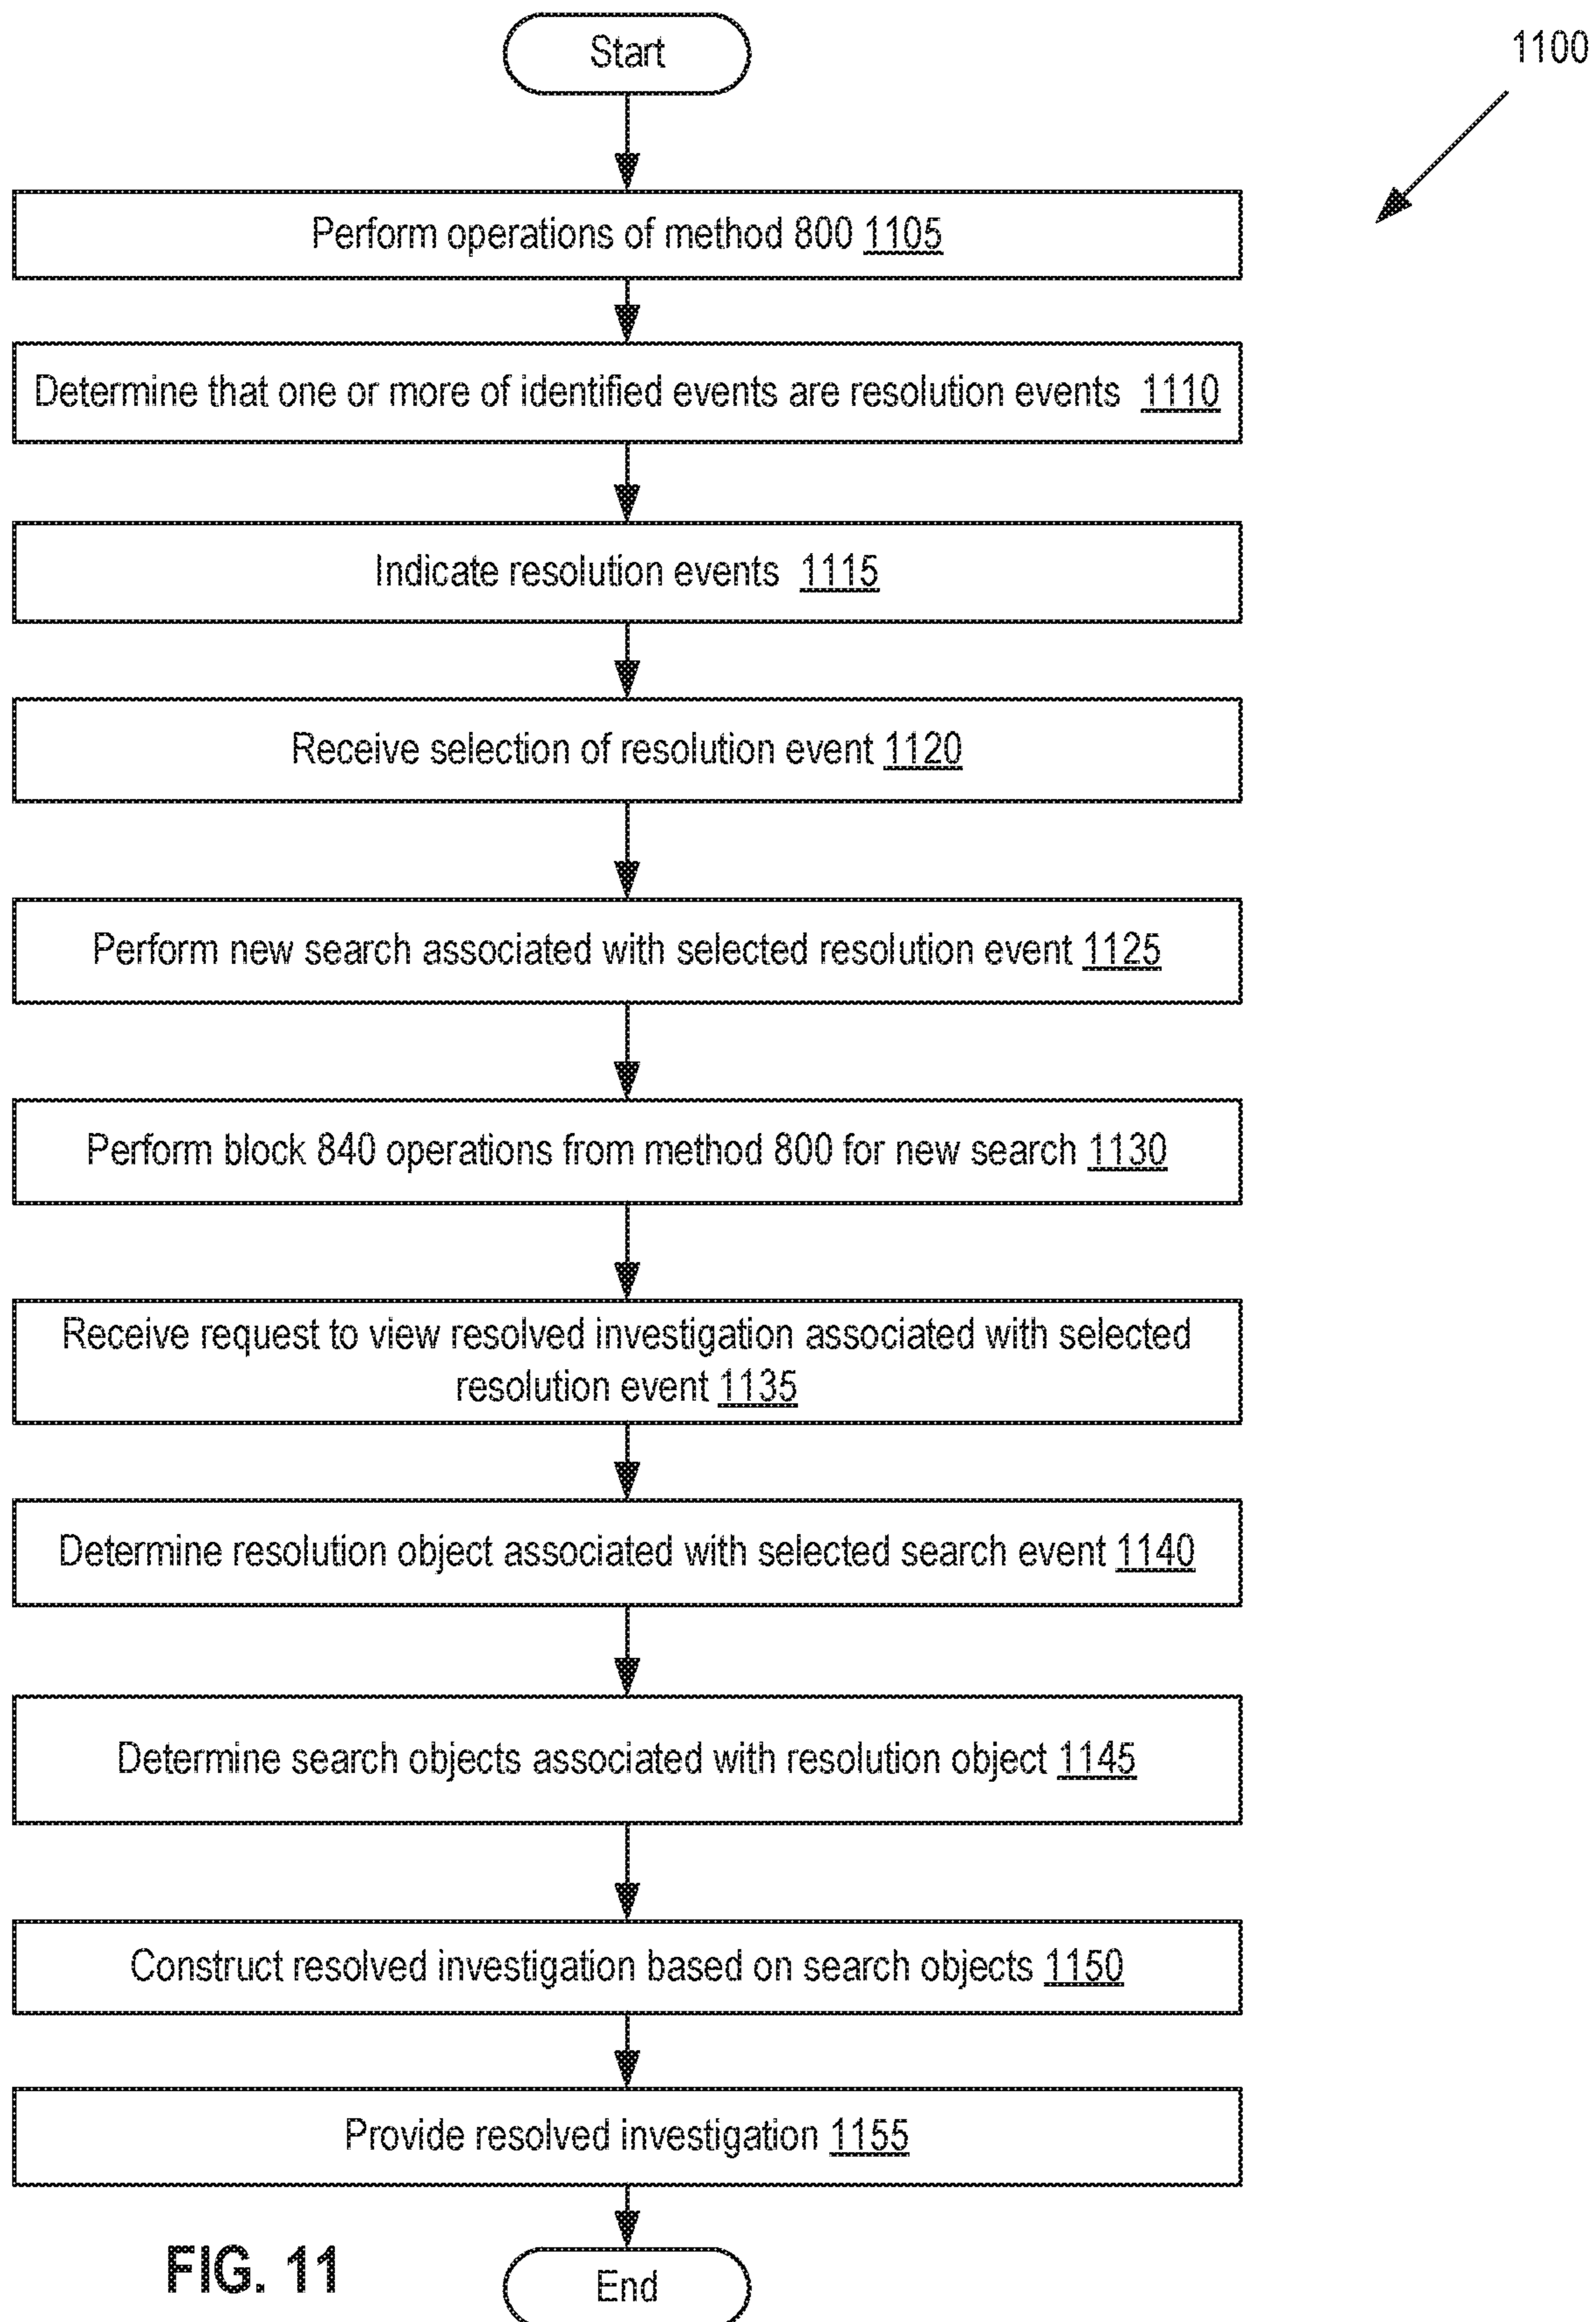 Start
1100
Perform operations of method 800 1105
Determine that one or more of identified events are resolution events 1110
Indicate resolution events 1115
Receive selection of resolution event 1120
Perform new search associated with selected resolution event 1125
Perform block 840 operations from method 800 for new search 1130
Receive request to view resolved investigation associated with selected
resolution event 1135
Determine resolution object associated with selected search event 1140
Determine search objects associated with resolution object 1145
Construct resolved investigation based on search objects 1150
Provide resolved investigation 1155
FIG. 11
End